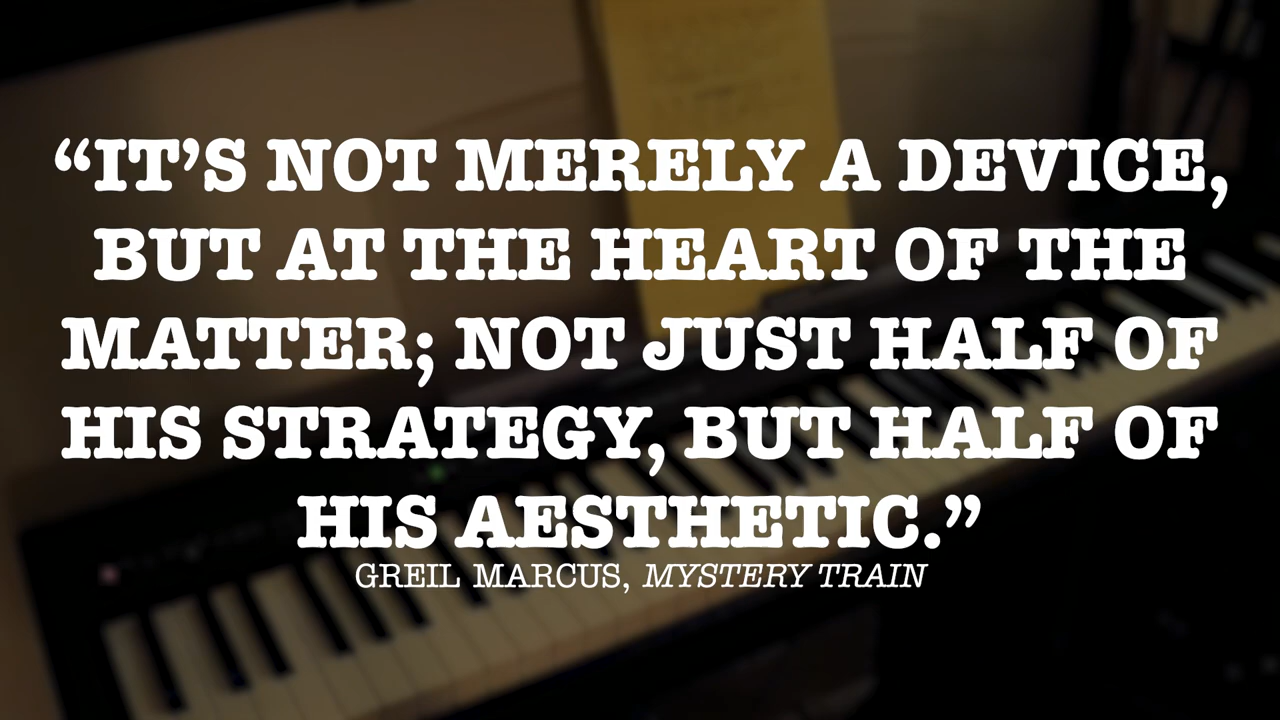 “IT’S NOT MERELY A DEVICE,
BUT AT THE HEART OF THE
MATTER; NOT JUST HALF OF
HIS STRATEGY, BUT HALF OF
HIS AESTHETIC.”
GREIL MARCUS, MYSTERY TRAIN